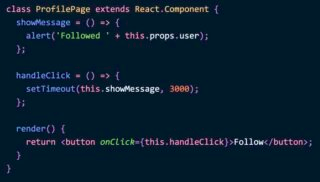 class ProfilePage extends React.Component {
  showMessage = () => {
    alert('Followed ' + this.props.user);
  };

  handleClick = () => {
    setTimeout(this.showMessage, 3000);
  };

  render() {
    return <button onClick={this.handleClick}>Follow</button>;
  }
}